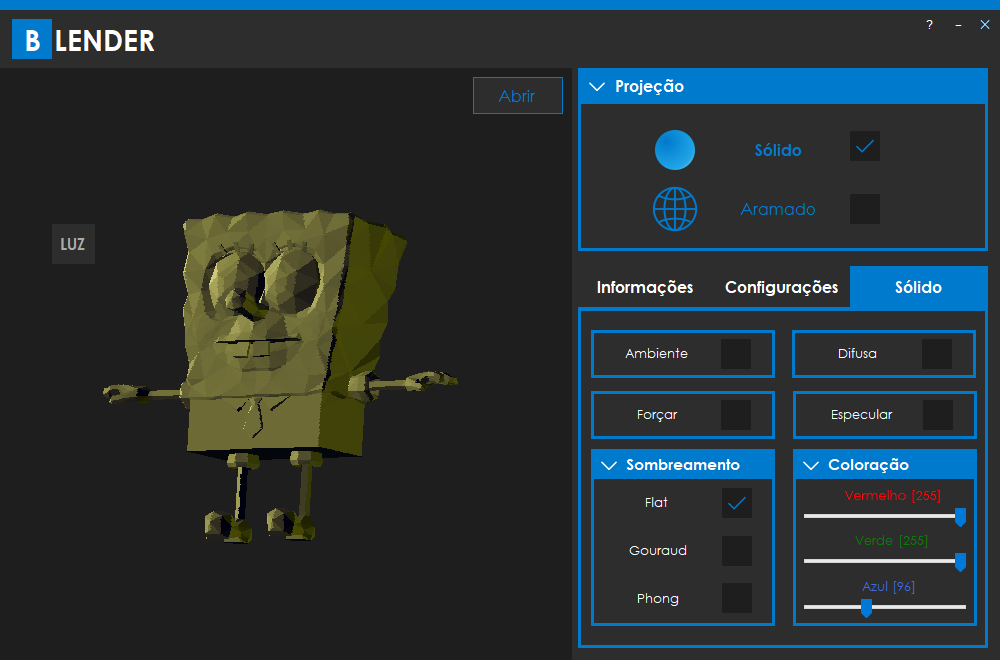 ? – ×
B LENDER
Abrir
LUZ
Projeção
Sólido
Aramado
Informações Configurações Sólido
Ambiente Difusa
Forçar Especular
Sombreamento Coloração
Flat
Gouraud
Phong
Vermelho [255]
Verde [255]
Azul [96]